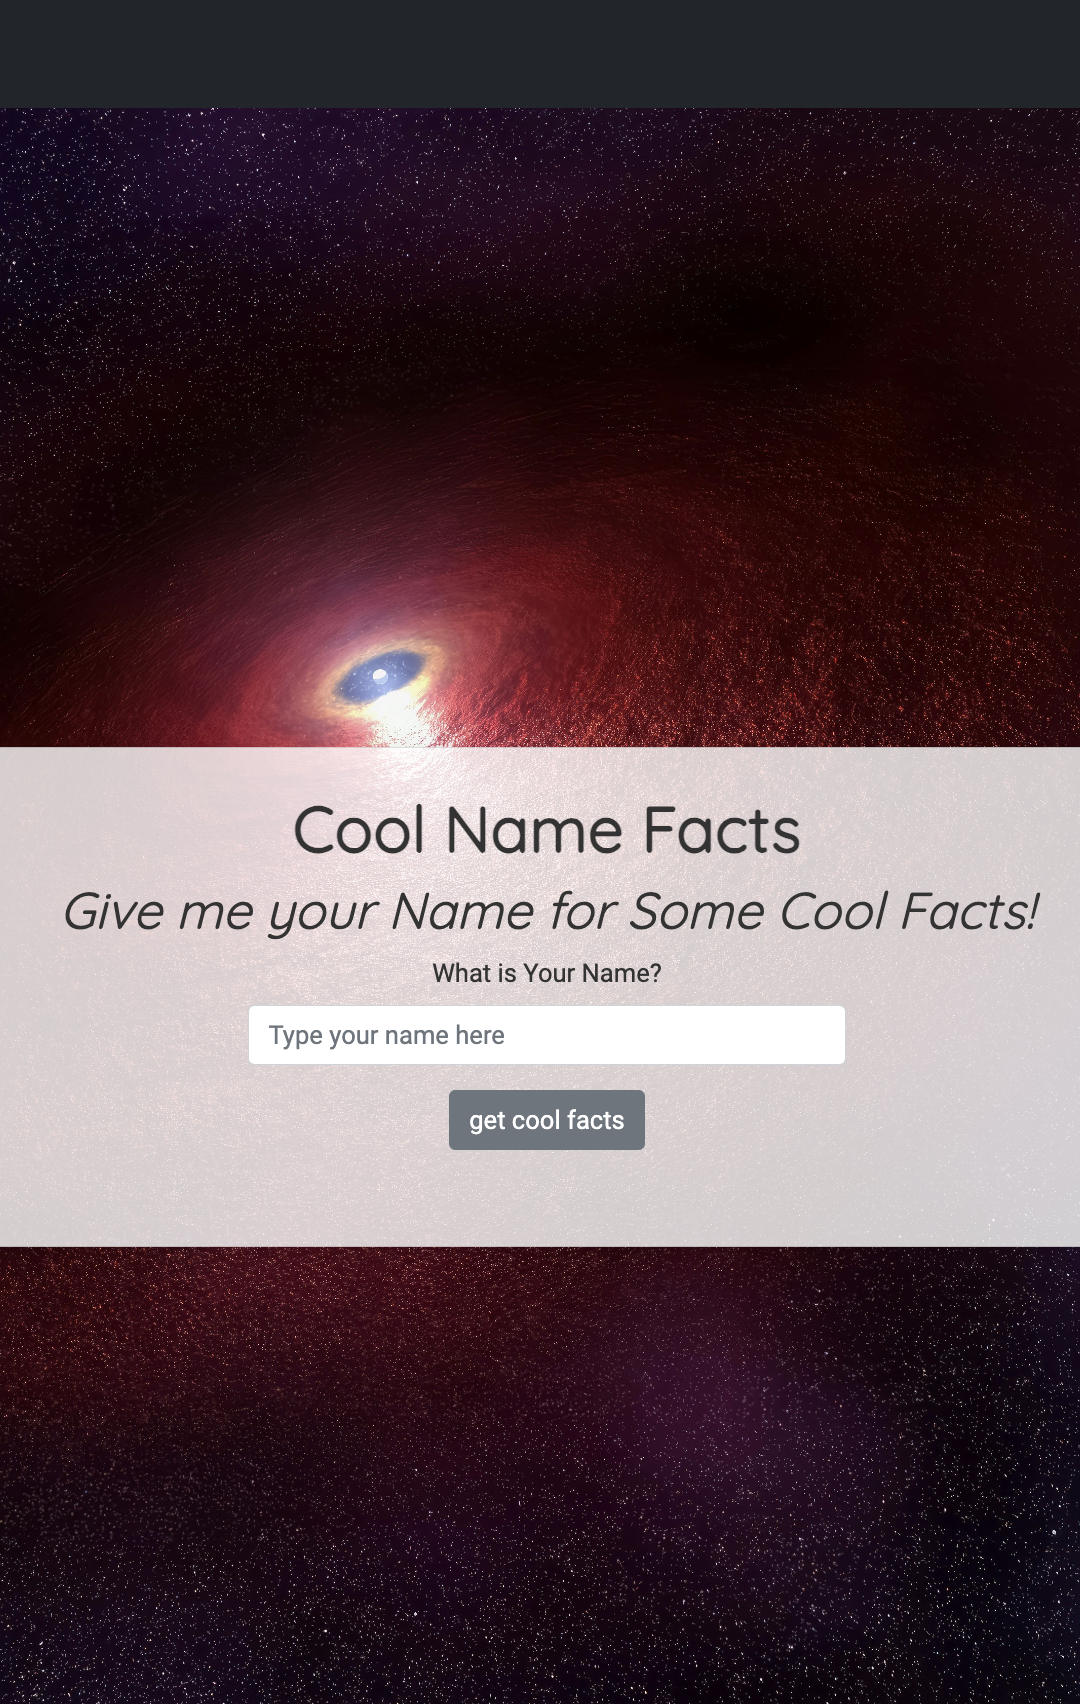 Cool Name Facts
Give me your Name for Some Cool Facts!
What is Your Name?
Type your name here
get cool facts